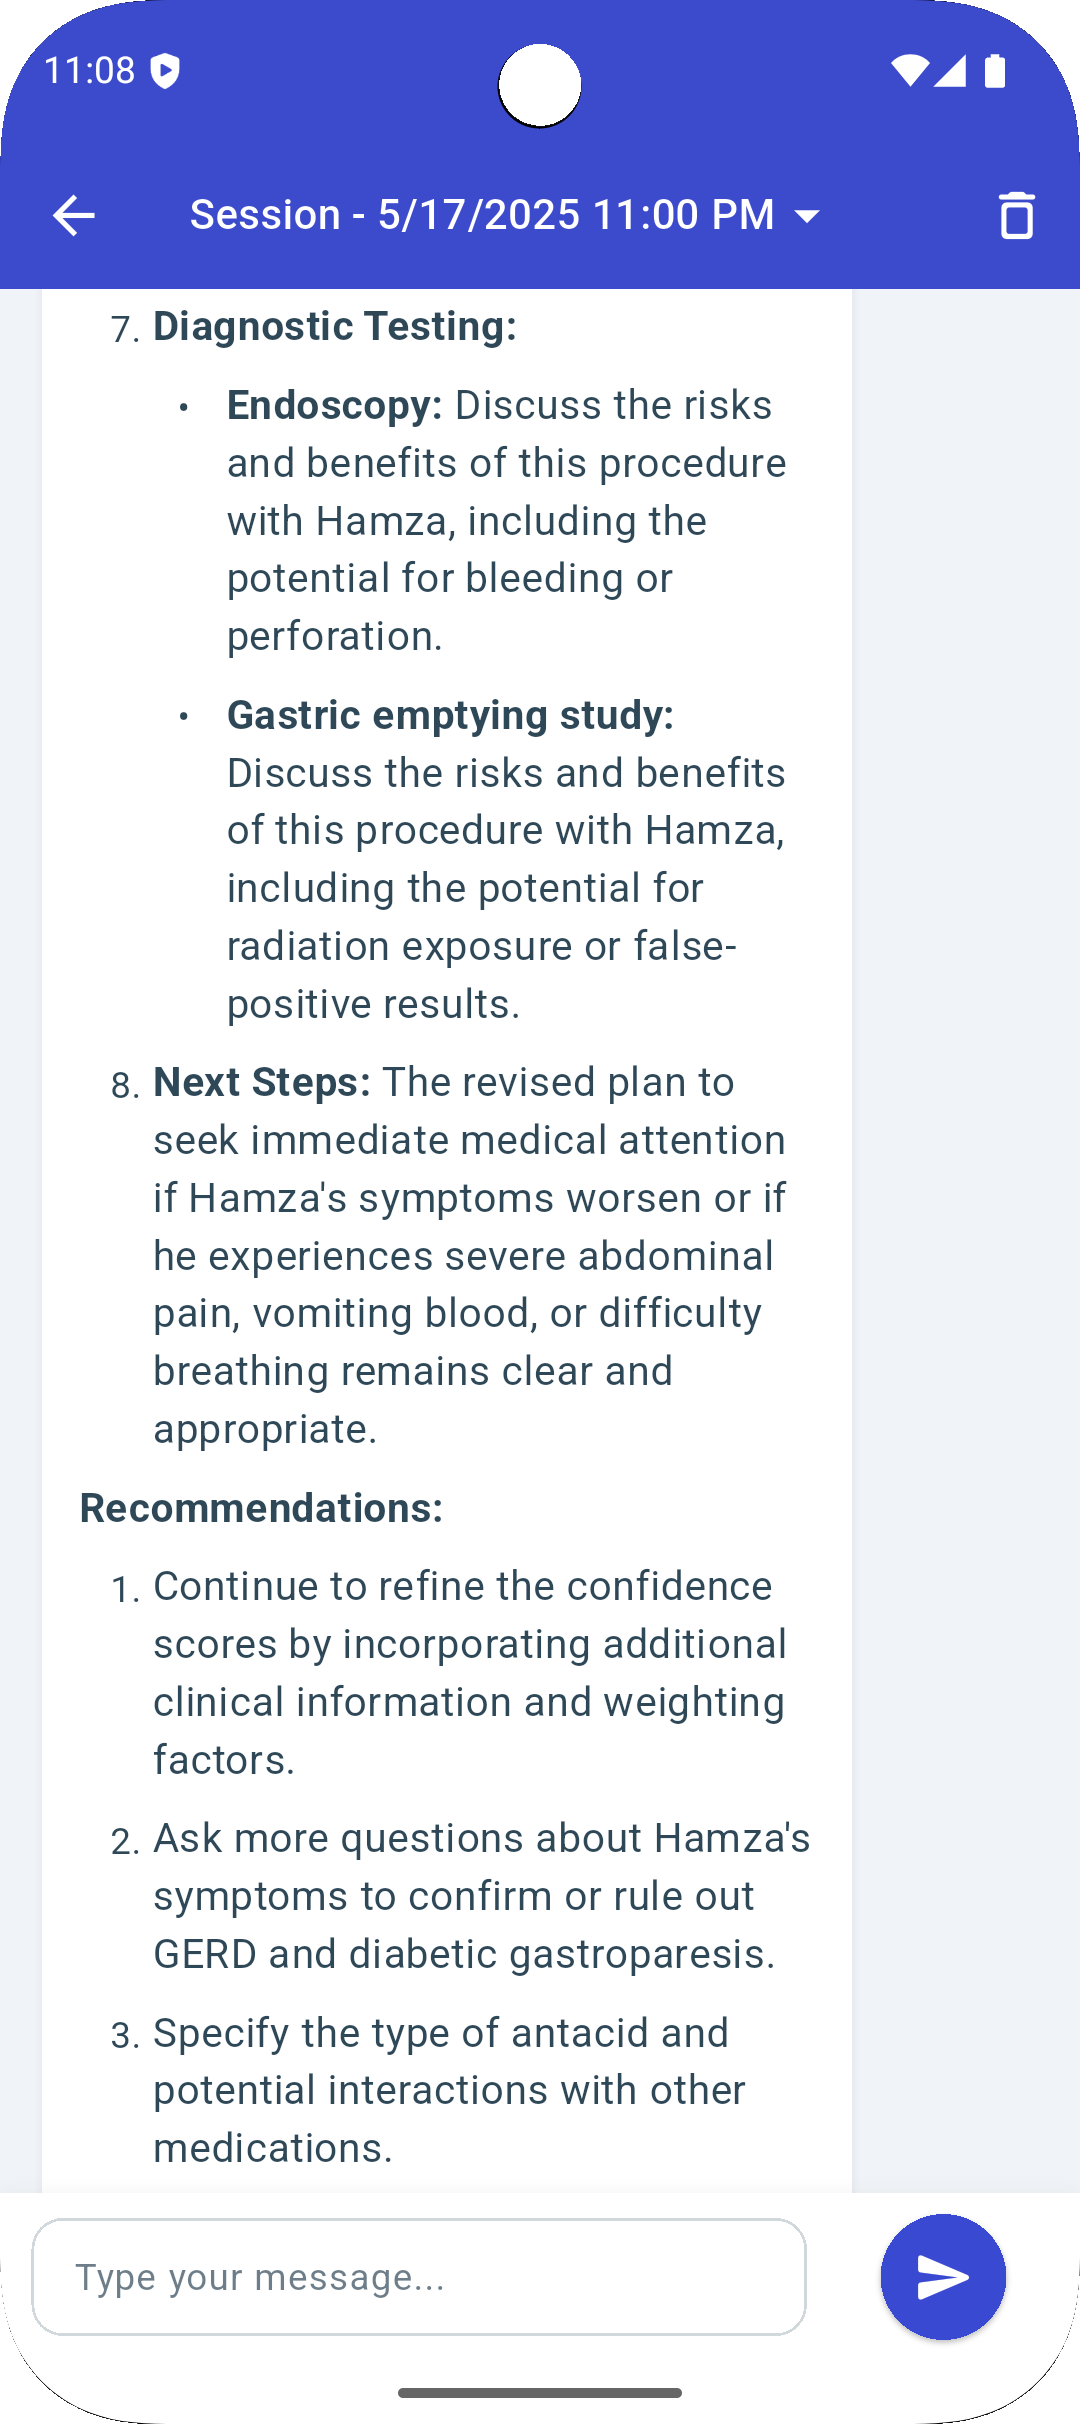 11:08
Session - 5/17/2025 11:00 PM
7. Diagnostic Testing:
• Endoscopy: Discuss the risks
and benefits of this procedure
with Hamza, including the
potential for bleeding or
perforation.
• Gastric emptying study:
Discuss the risks and benefits
of this procedure with Hamza,
including the potential for
radiation exposure or false-
positive results.
8. Next Steps: The revised plan to
seek immediate medical attention
if Hamza's symptoms worsen or if
he experiences severe abdominal
pain, vomiting blood, or difficulty
breathing remains clear and
appropriate.
Recommendations:
1. Continue to refine the confidence
scores by incorporating additional
clinical information and weighting
factors.
2. Ask more questions about Hamza's
symptoms to confirm or rule out
GERD and diabetic gastroparesis.
3. Specify the type of antacid and
potential interactions with other
medications.
Type your message...